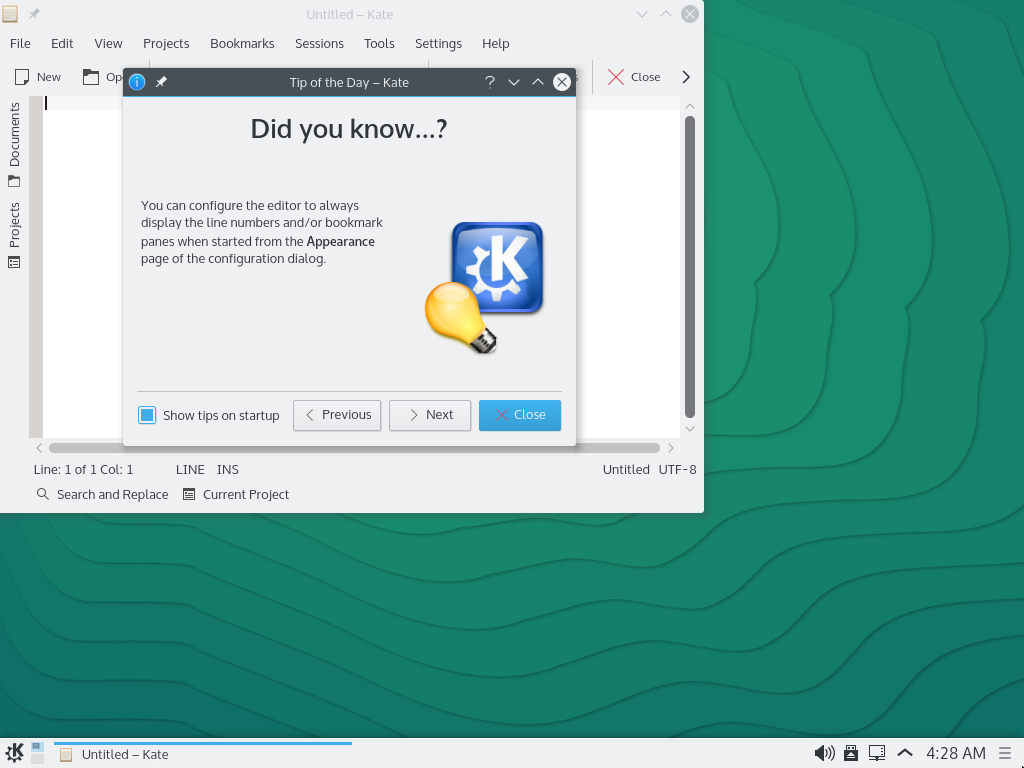 Untitled – Kate
File Edit View Projects Bookmarks Sessions Tools Settings Help
New Op Close
Tip of the Day – Kate
Documents
Projects
Did you know...?
You can configure the editor to always
display the line numbers and/or bookmark
panes when started from the Appearance
page of the configuration dialog.
Show tips on startup Previous Next Close
Line: 1 of 1 Col: 1 LINE INS Untitled UTF-8
Search and Replace Current Project
Untitled – Kate 4:28 AM